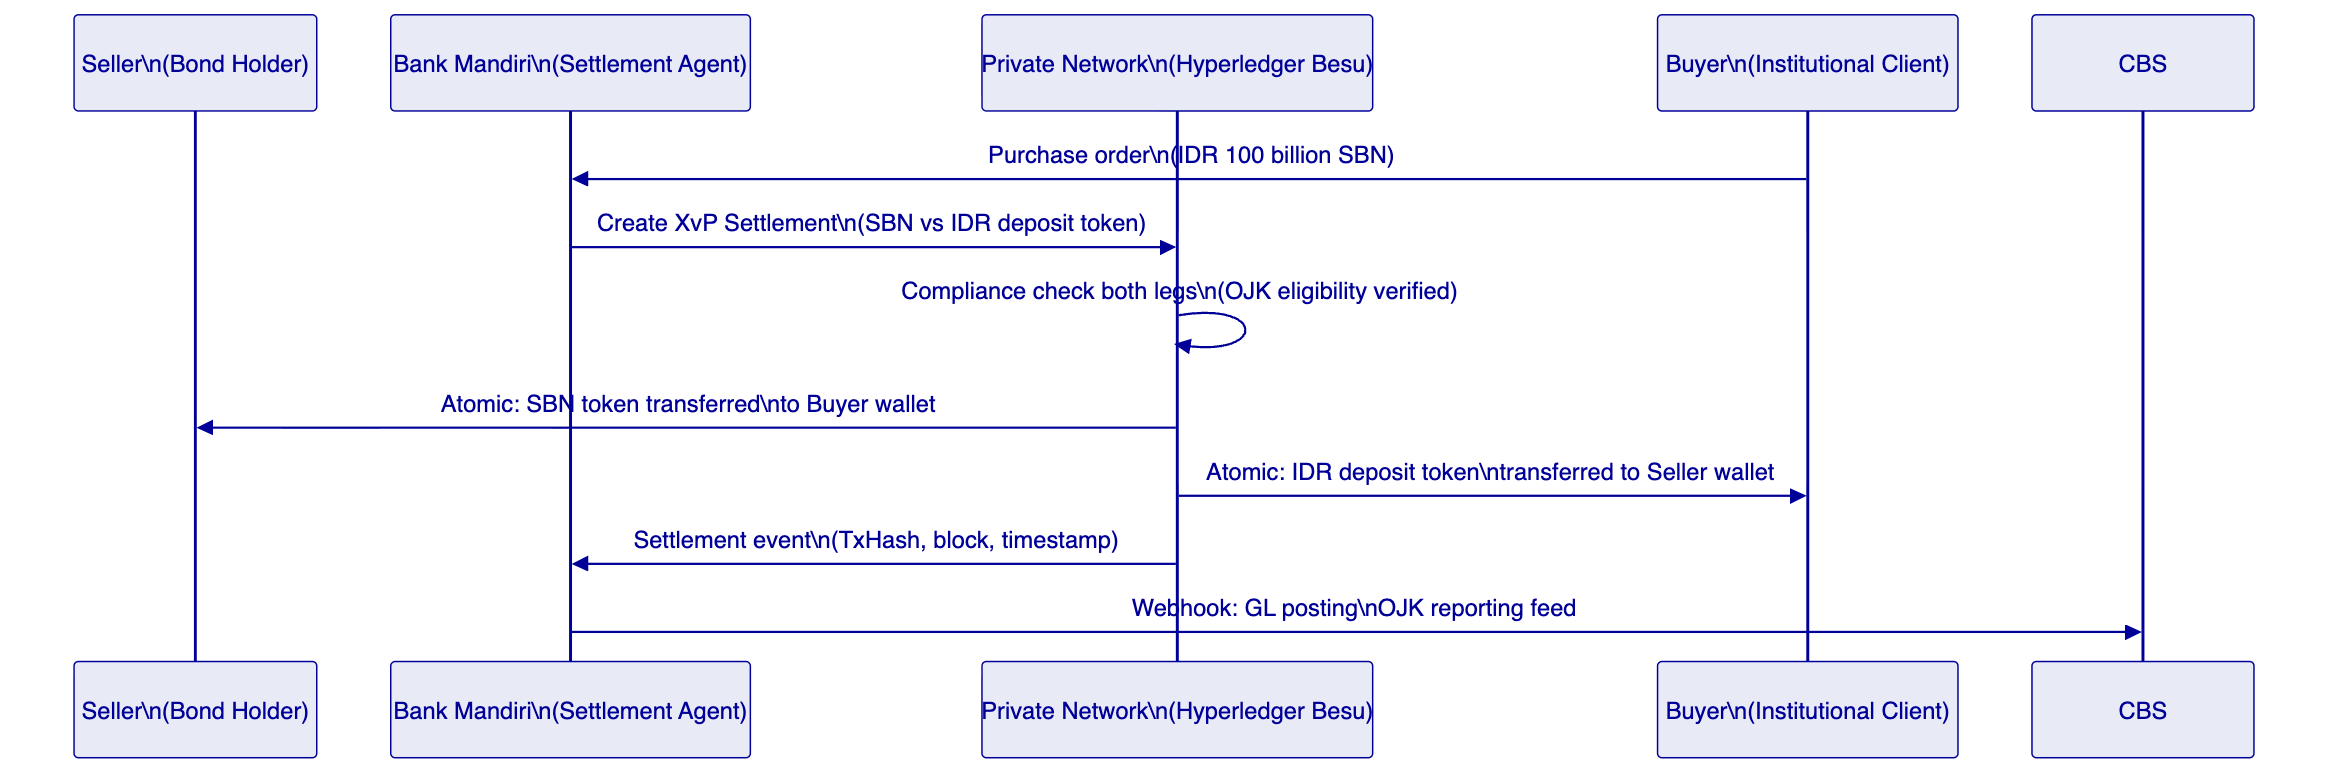 Seller\n(Bond Holder)
Bank Mandiri\n(Settlement Agent)
Private Network\n(Hyperledger Besu)
Buyer\n(Institutional Client)
CBS
Purchase order\n(IDR 100 billion SBN)
Create XvP Settlement\n(SBN vs IDR deposit token)
Compliance check both legs\n(OJK eligibility verified)
Atomic: SBN token transferred\nto Buyer wallet
Atomic: IDR deposit token\ntransferred to Seller wallet
Settlement event\n(TxHash, block, timestamp)
Webhook: GL posting\nOJK reporting feed
Seller\n(Bond Holder)
Bank Mandiri\n(Settlement Agent)
Private Network\n(Hyperledger Besu)
Buyer\n(Institutional Client)
CBS